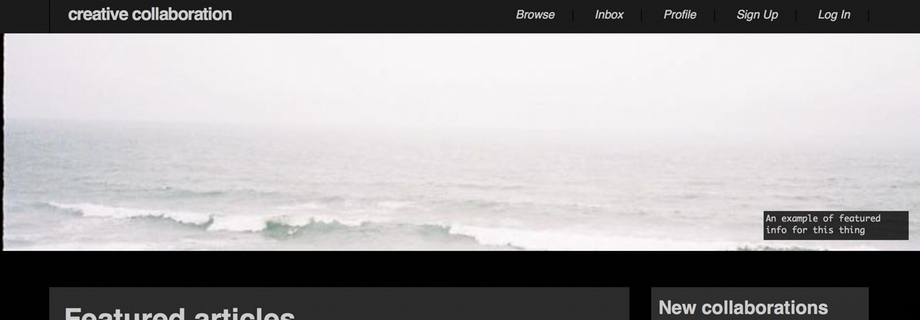 creative collaboration
Browse
Inbox
Profile
Sign Up
Log In
An example of featured
info for this thing
Featured articles
New collaborations